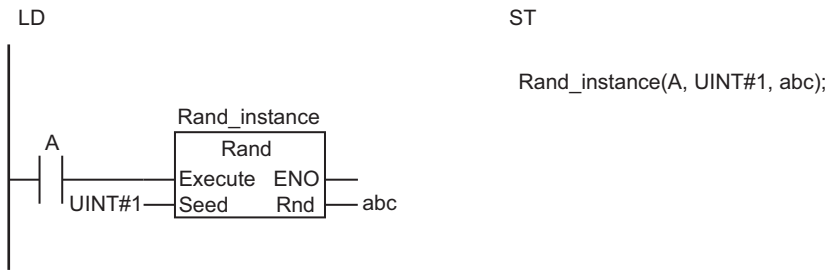 LD
ST
Rand_instance(A, UINT#1, abc);
Rand_instance
A
Rand
Execute ENO
UINT#1 Seed Rnd abc